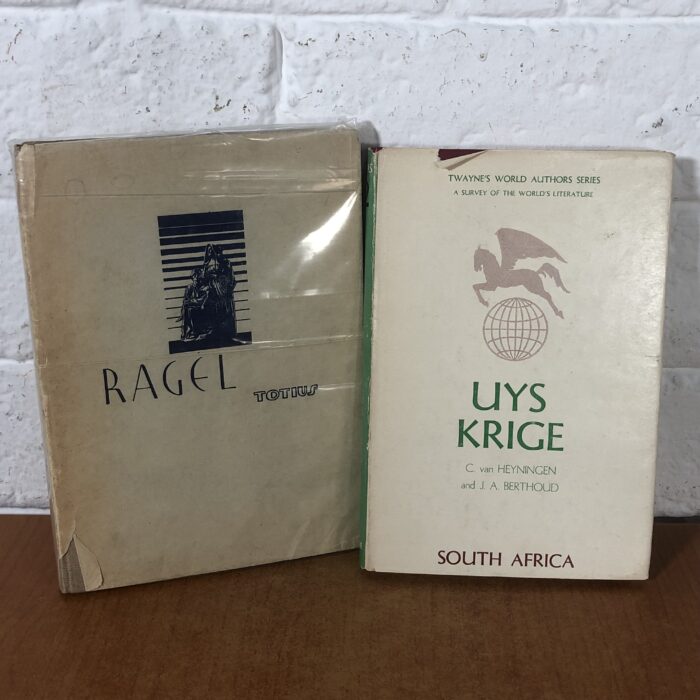 RAGEL
TOTIUS
TWAYNE'S WORLD AUTHORS SERIES
A SURVEY OF THE WORLD'S LITERATURE
UYS
KRIGE
C. van HEYNINGEN
and J. A. BERTHOUD
SOUTH AFRICA